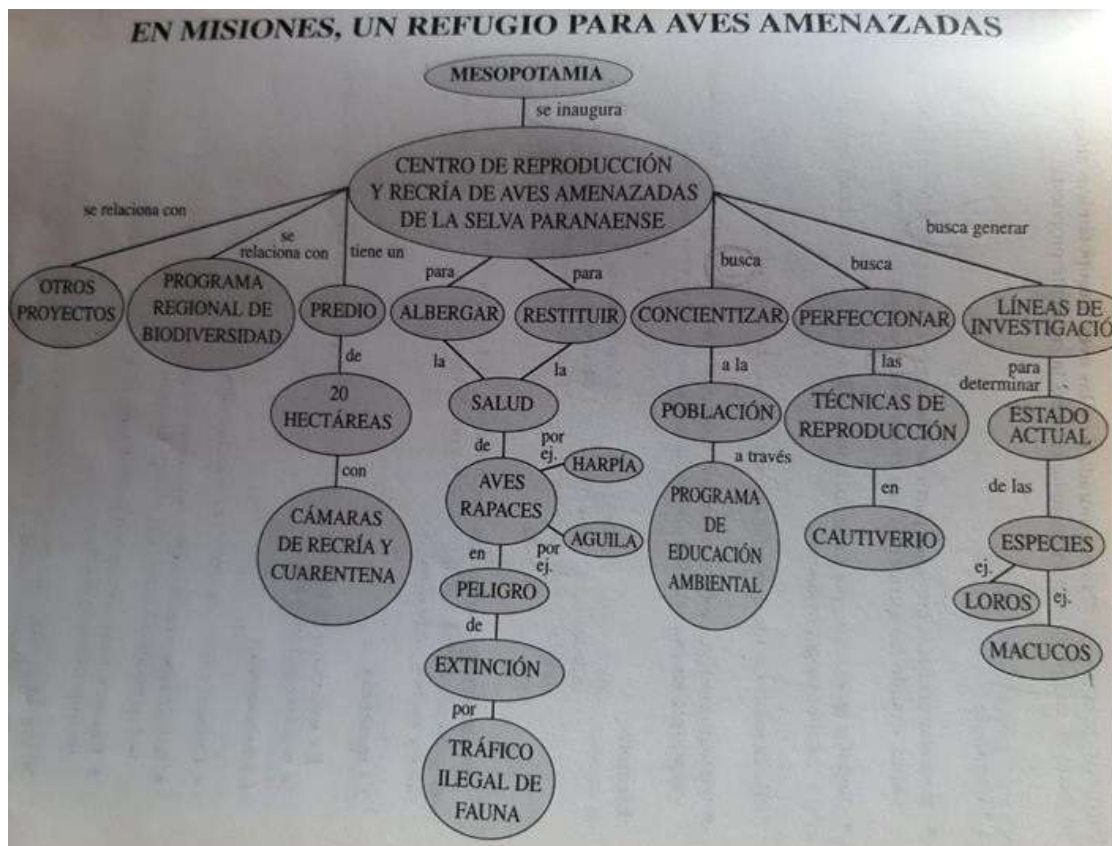 EN MISIONES, UN REFUGIO PARA AVES AMENAZADAS
MESOPOTAMIA
se inaugura
CENTRO DE REPRODUCCIÓN
Y RECRÍA DE AVES AMENAZADAS
DE LA SELVA PARANAENSE
se relaciona con
OTROS
PROYECTOS
se
relaciona con
PROGRAMA
REGIONAL DE
BIODIVERSIDAD
tiene un
PREDIO
de
20
HECTÁREAS
con
CÁMARAS
DE RECRÍA Y
CUARENTENA
para
ALBERGAR
la
para
RESTITUIR
la
SALUD
de
AVES
RAPACES
por
ej.
HARPÍA
por
ej.
AGUILA
en
PELIGRO
de
EXTINCIÓN
por
TRÁFICO
ILEGAL DE
FAUNA
busca
CONCIENTIZAR
a la
POBLACIÓN
a través
PROGRAMA
DE
EDUCACIÓN
AMBIENTAL
busca
PERFECCIONAR
las
TÉCNICAS DE
REPRODUCCIÓN
en
CAUTIVERIO
busca generar
LÍNEAS DE
INVESTIGACIÓ
para
determinar
ESTADO
ACTUAL
de las
ESPECIES
ej.
LOROS
ej.
MACUCOS